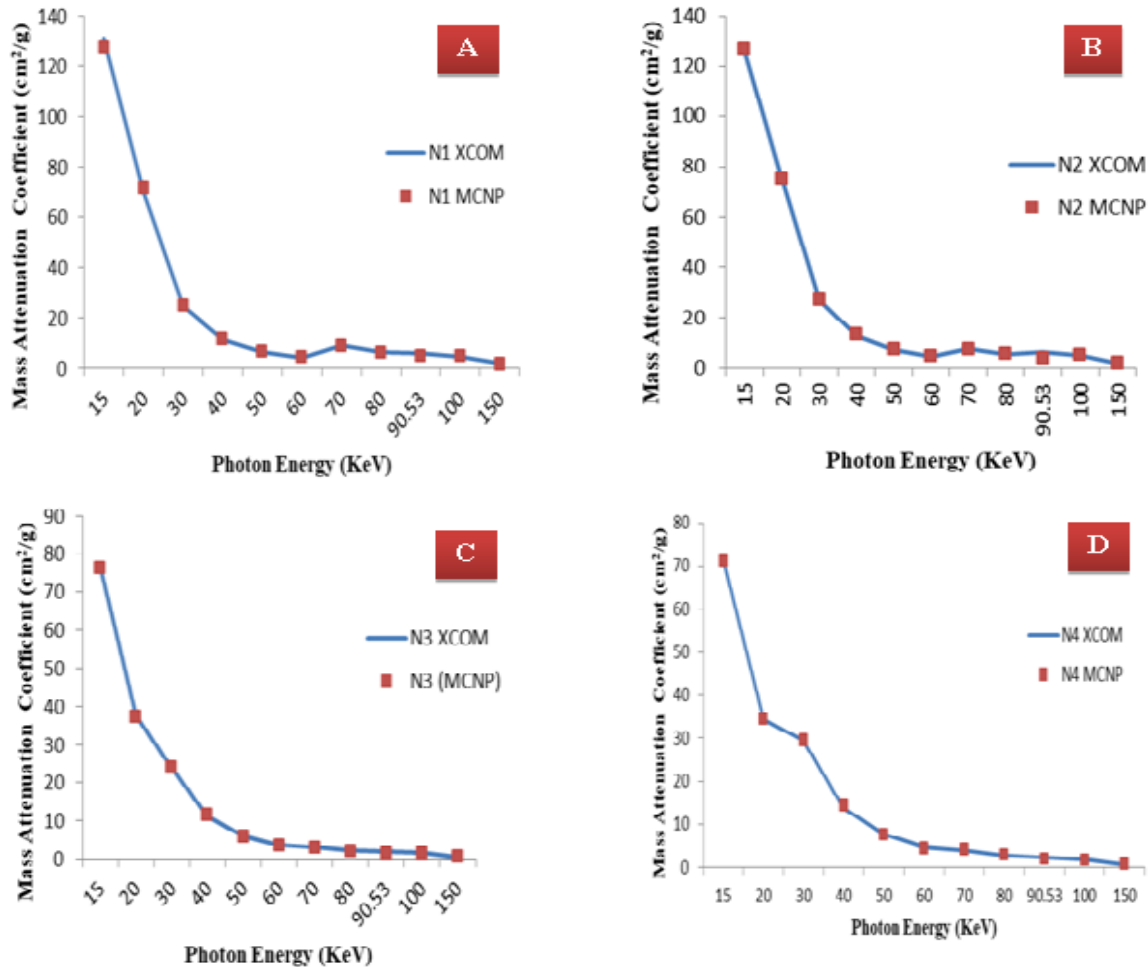 A
Mass Attenuation Coefficient (cm²/g)
140
120
100
80
60
40
20
0
N1 XCOM
N1 MCNP
15 20 30 40 50 60 70 80 90.53 100 150
Photon Energy (KeV)
B
Mass Attenuation Coefficient (cm²/g)
140
120
100
80
60
40
20
0
N2 XCOM
N2 MCNP
15 20 30 40 50 60 70 80 90.53 100 150
Photon Energy (KeV)
C
Mass Attenuation Coefficient (cm²/g)
90
80
70
60
50
40
30
20
10
0
N3 XCOM
N3 (MCNP)
15 20 30 40 50 60 70 80 90.53 100 150
Photon Energy (KeV)
D
Mass Attenuation Coefficient (cm²/g)
80
70
60
50
40
30
20
10
0
N4 XCOM
N4 MCNP
15 20 30 40 50 60 70 80 90.53 100 150
Photon Energy (KeV)